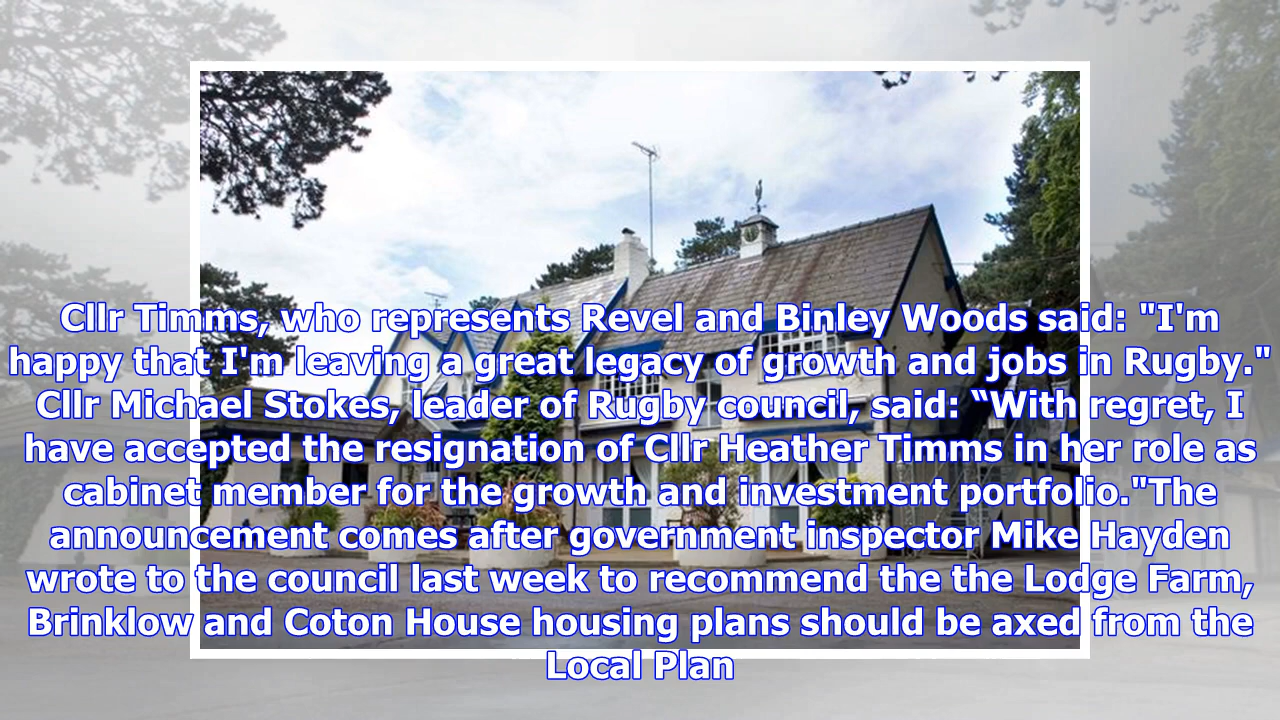 Cllr Timms, who represents Revel and Binley Woods said: "I'm
happy that I'm leaving a great legacy of growth and jobs in Rugby."
Cllr Michael Stokes, leader of Rugby council, said: “With regret, I
have accepted the resignation of Cllr Heather Timms in her role as
cabinet member for the growth and investment portfolio."The
announcement comes after government inspector Mike Hayden
wrote to the council last week to recommend the the Lodge Farm,
Brinklow and Coton House housing plans should be axed from the
Local Plan